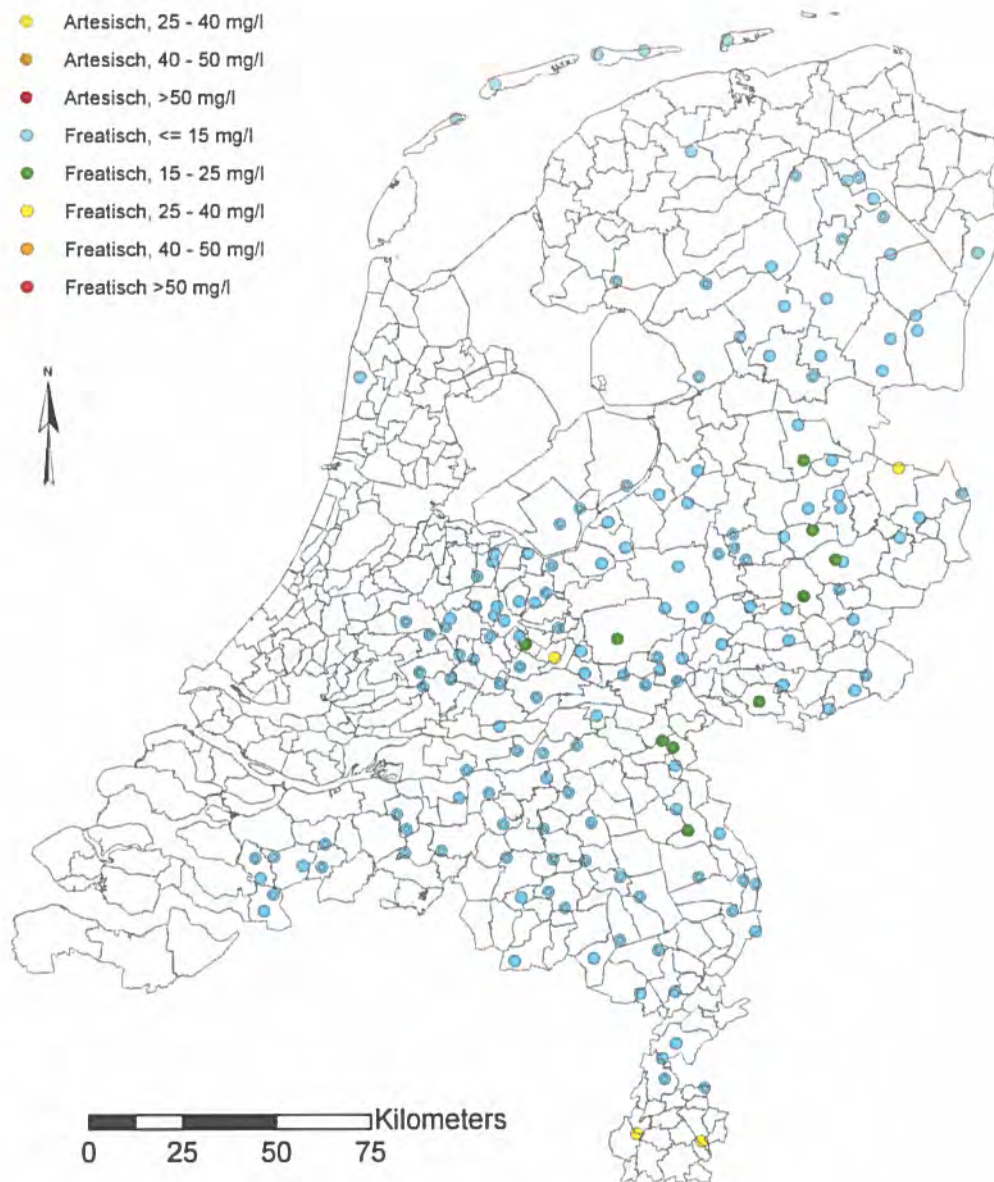 Artesisch, 25 - 40 mg/l
Artesisch, 40 - 50 mg/l
Artesisch, >50 mg/l
Freatisch, <= 15 mg/l
Freatisch, 15 - 25 mg/l
Freatisch, 25 - 40 mg/l
Freatisch, 40 - 50 mg/l
Freatisch >50 mg/l
N
Kilometers
0 25 50 75